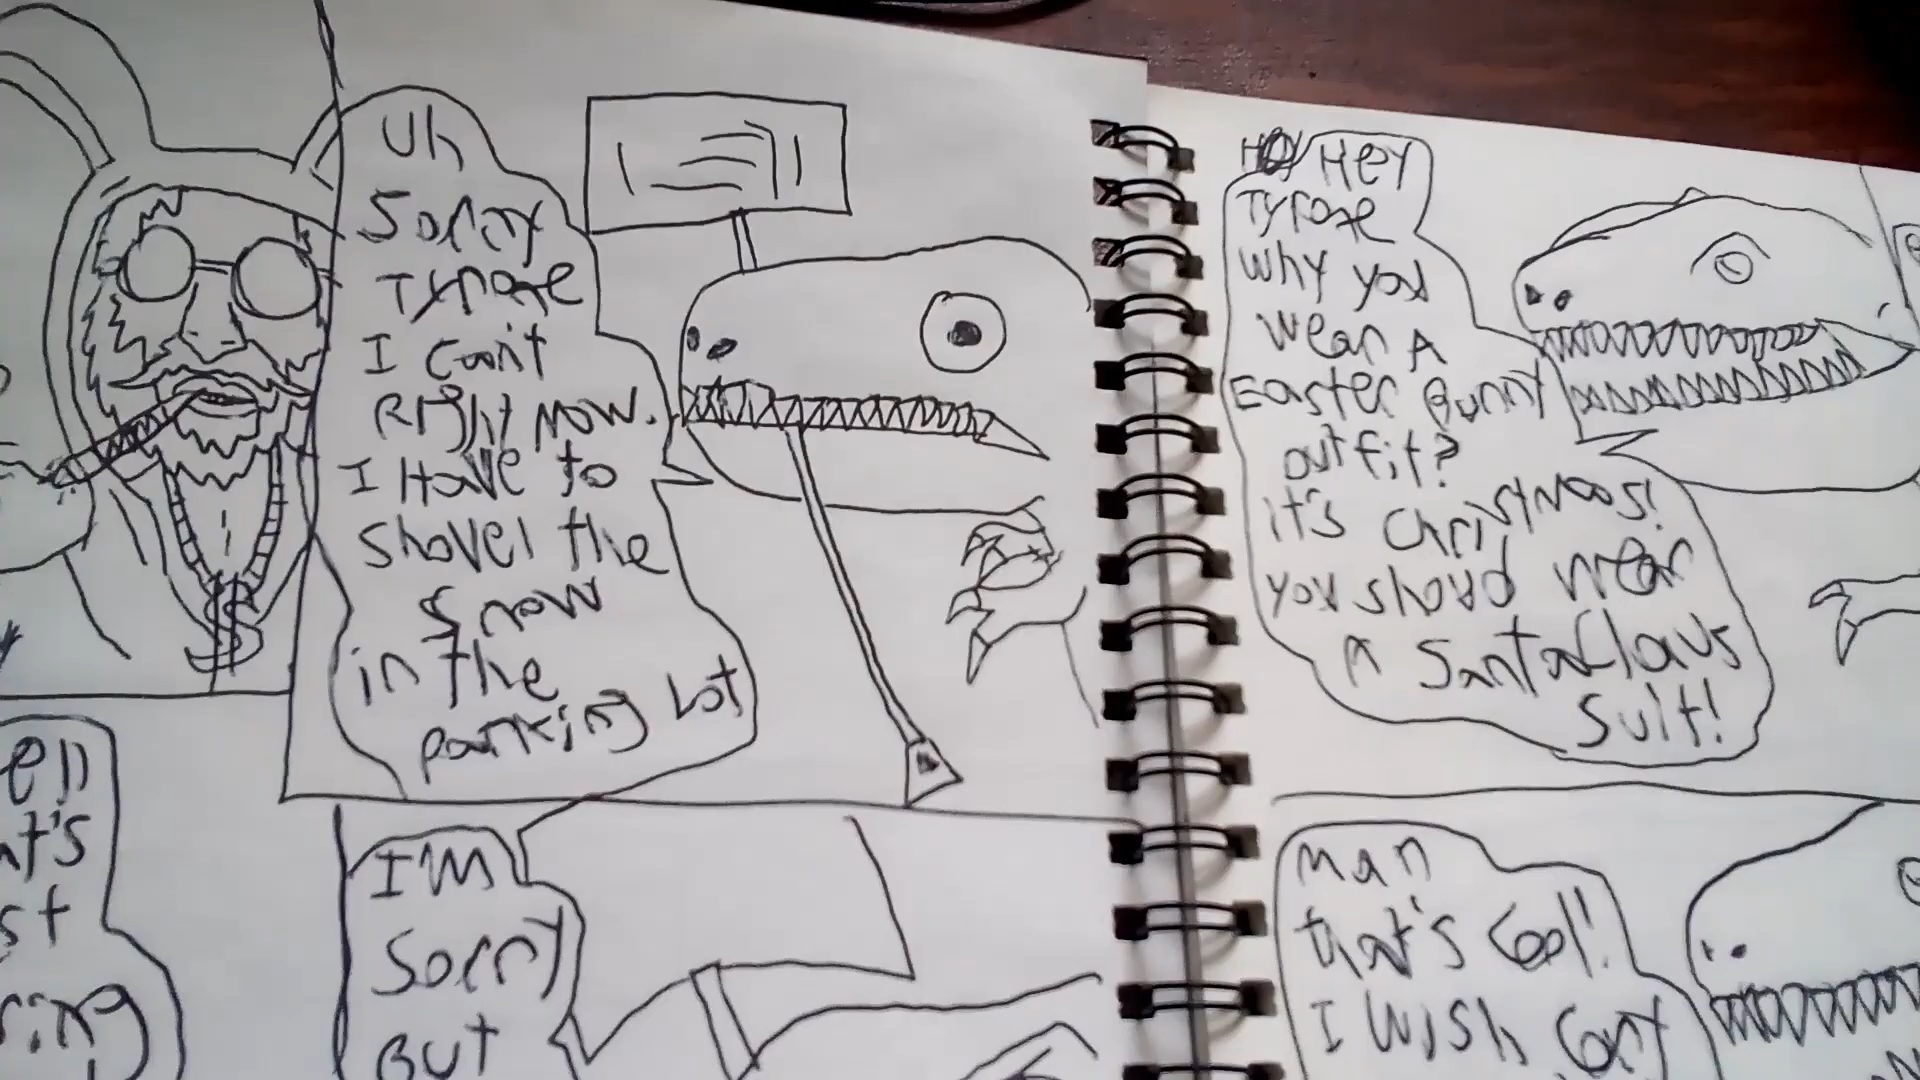 Uh
Sorry
Tyrone
I can't
Right now.
I Have to
shovel the
snow
in the
parking Lot
Hey
Tyrone
Why you
wear A
Easter Bunny
outfit?
it's Christmas!
you should wear
A Santa Claus
Suit!
I'm
Sorry
But
man
that's Cool!
I wish